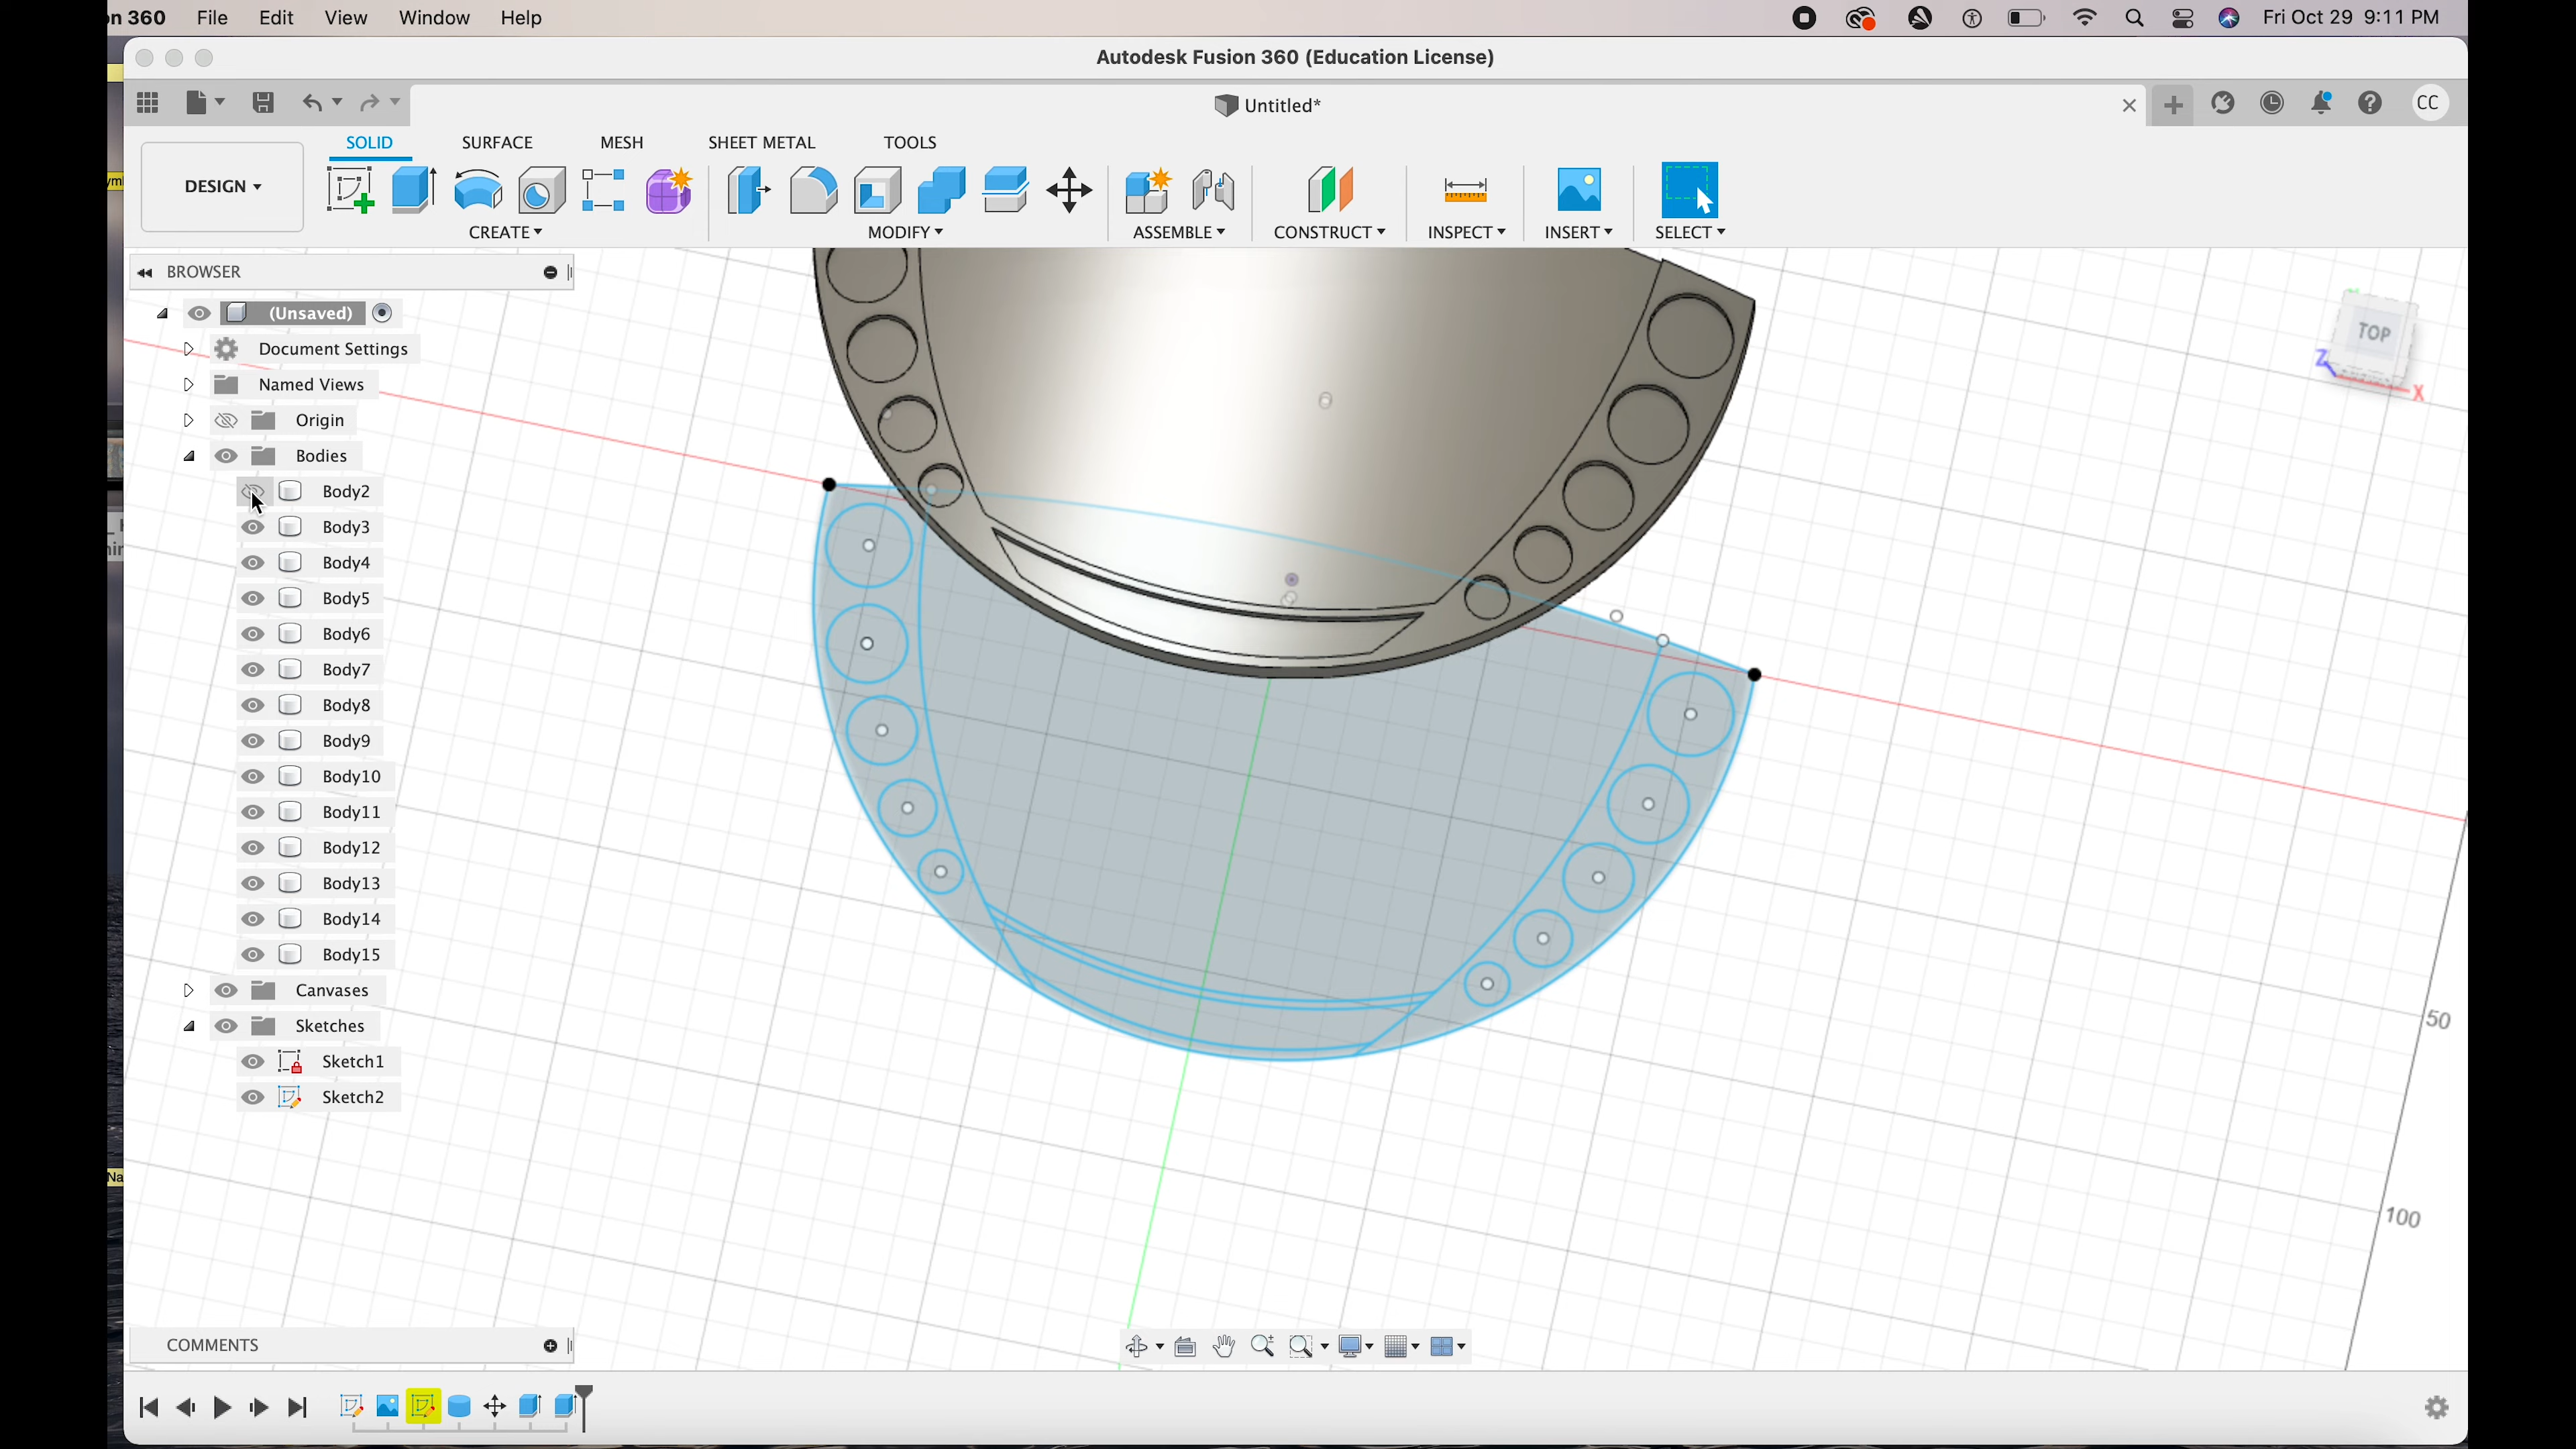 on 360 File Edit View Window Help Fri Oct 29 9:11 PM
Autodesk Fusion 360 (Education License)
Untitled* CC
SOLID SURFACE MESH SHEET METAL TOOLS
DESIGN
CREATE MODIFY ASSEMBLE CONSTRUCT INSPECT INSERT SELECT
BROWSER
(Unsaved)
Document Settings
Named Views
Origin
Bodies
Body2
Body3
Body4
Body5
Body6
Body7
Body8
Body9
Body10
Body11
Body12
Body13
Body14
Body15
Canvases
Sketches
Sketch1
Sketch2
TOP
Z
X
50
100
COMMENTS